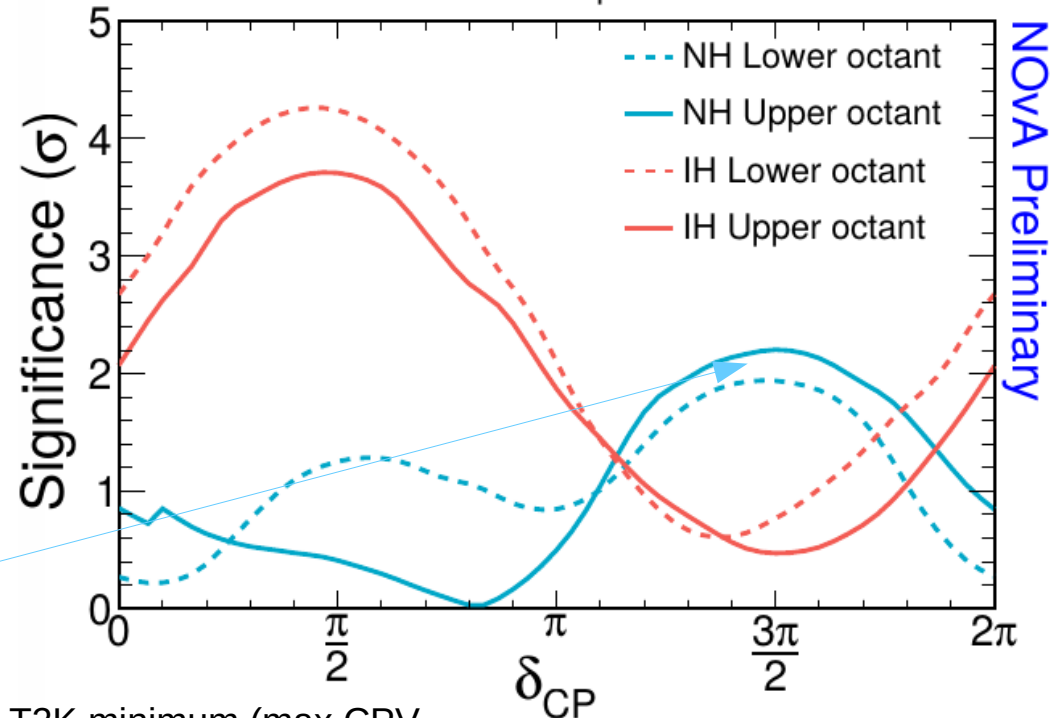 5
4
3
2
1
0
Significance (σ)
NH Lower octant
NH Upper octant
IH Lower octant
IH Upper octant
NOvA Preliminary
0
π/2
π
3π/2
2π
δCP
T2K minimum (max CPV